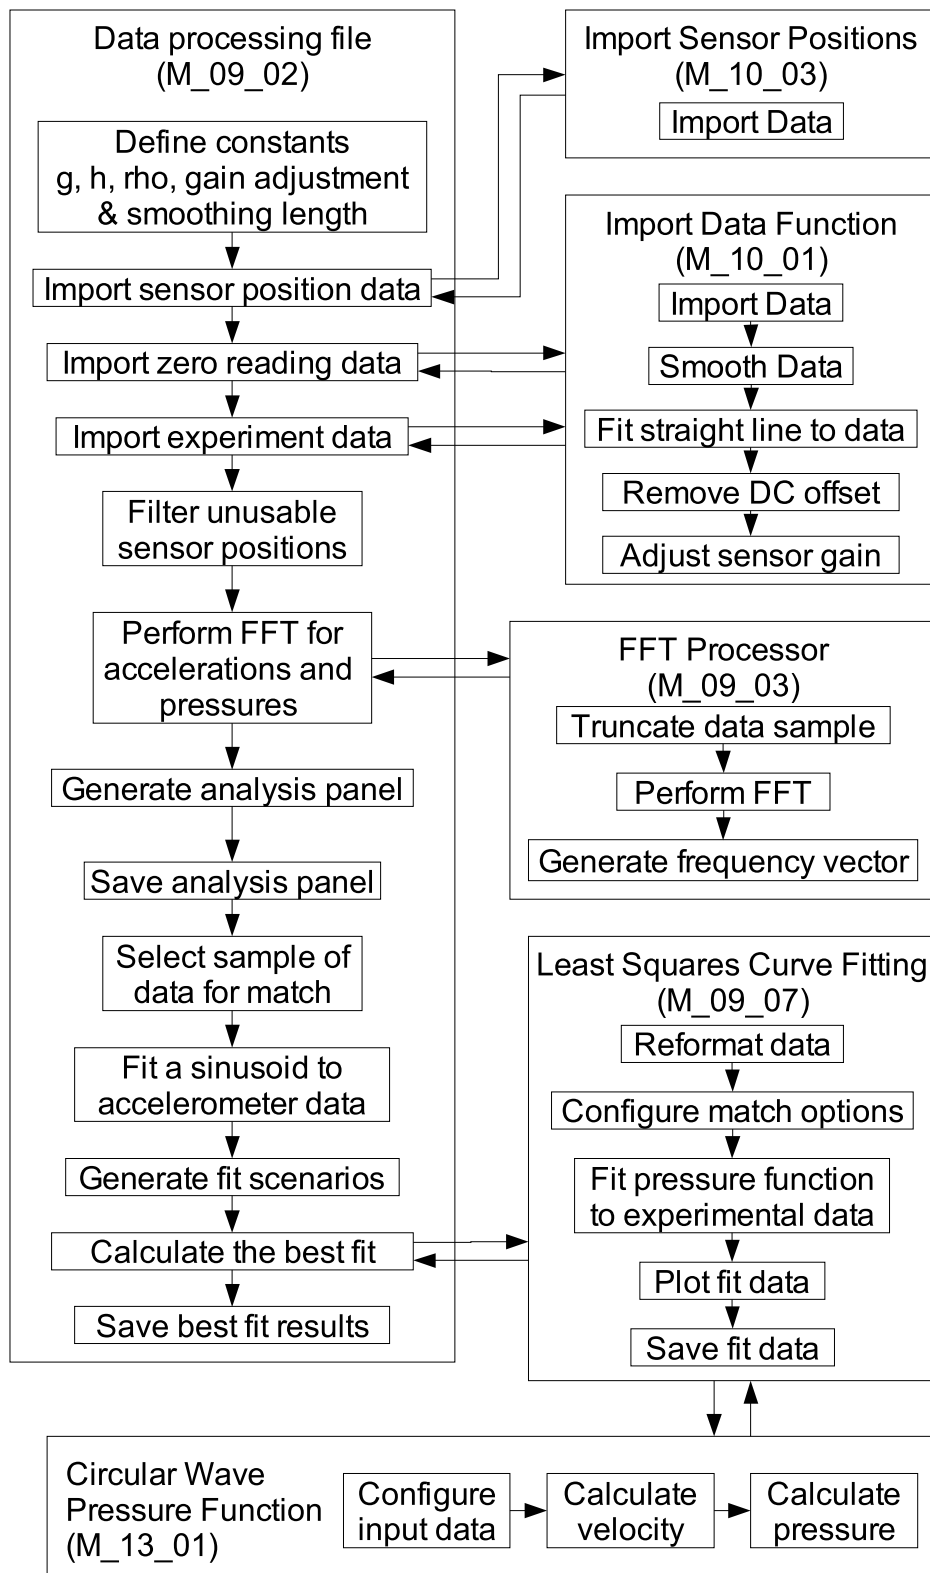 Data processing file
(M_09_02)
Define constants
g, h, rho, gain adjustment
& smoothing length
Import sensor position data
Import zero reading data
Import experiment data
Filter unusable
sensor positions
Perform FFT for
accelerations and
pressures
Generate analysis panel
Save analysis panel
Select sample of
data for match
Fit a sinusoid to
accelerometer data
Generate fit scenarios
Calculate the best fit
Save best fit results
Import Sensor Positions
(M_10_03)
Import Data
Import Data Function
(M_10_01)
Import Data
Smooth Data
Fit straight line to data
Remove DC offset
Adjust sensor gain
FFT Processor
(M_09_03)
Truncate data sample
Perform FFT
Generate frequency vector
Least Squares Curve Fitting
(M_09_07)
Reformat data
Configure match options
Fit pressure function
to experimental data
Plot fit data
Save fit data
Circular Wave
Pressure Function
(M_13_01)
Configure
input data
Calculate
velocity
Calculate
pressure